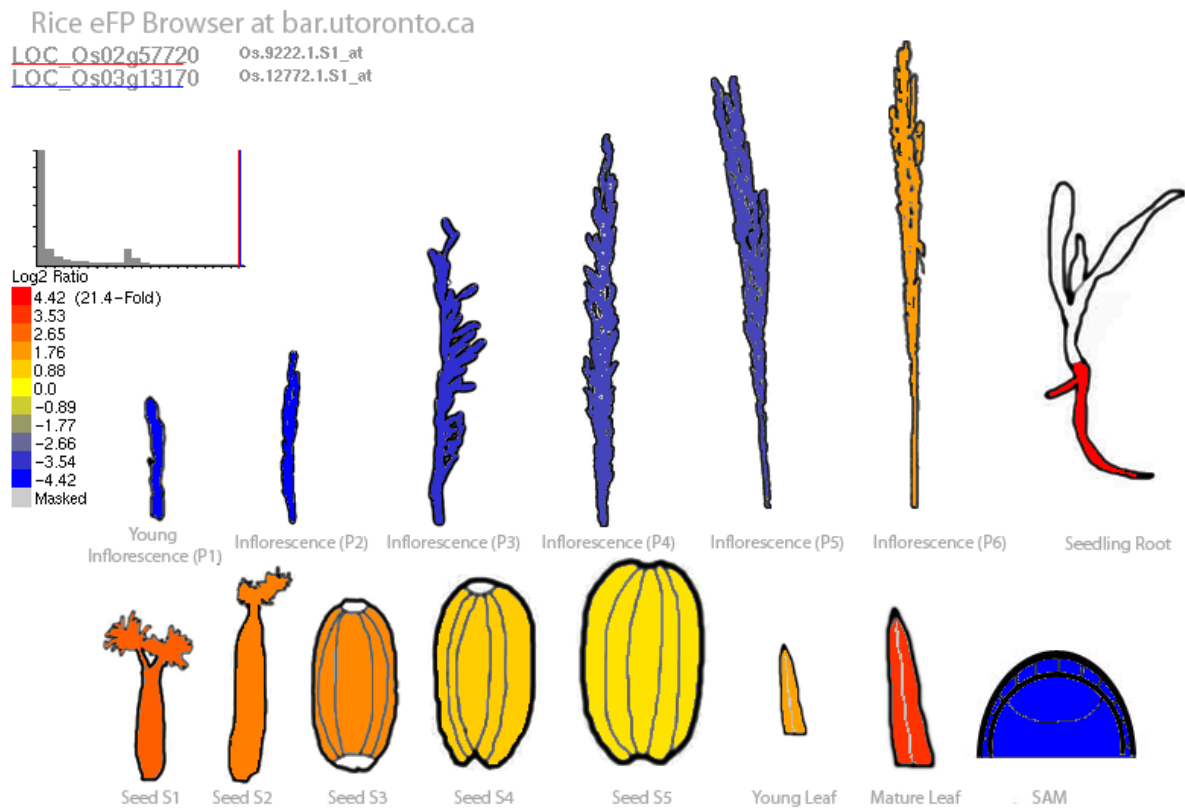 Rice eFP Browser at bar.utoronto.ca
LOC_Os02g57720 Os.9222.1.S1_at
LOC_Os03g13170 Os.12772.1.S1_at
Log2 Ratio
4.42 (21.4-Fold)
3.53
2.65
1.76
0.88
0.0
-0.89
-1.77
-2.66
-3.54
-4.42
Masked
Young
Inflorescence (P1)
Inflorescence (P2)
Inflorescence (P3)
Inflorescence (P4)
Inflorescence (P5)
Inflorescence (P6)
Seedling Root
Seed S1
Seed S2
Seed S3
Seed S4
Seed S5
Young Leaf
Mature Leaf
SAM